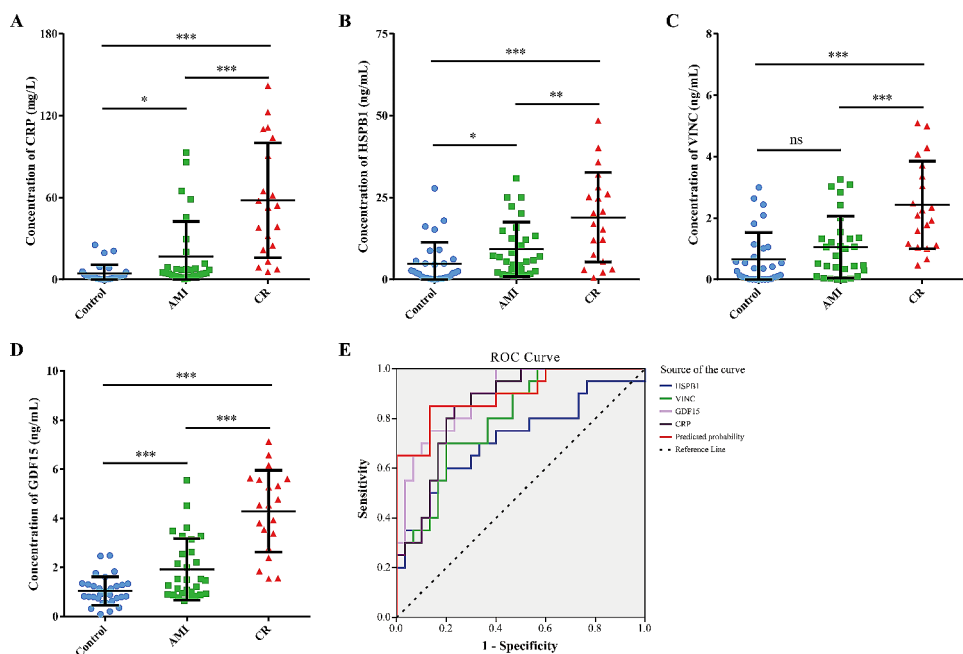 A
Concentration of CRP (mg/L)
180
120
60
0
***
***
*
Control
AMI
CR
B
Concentration of HSPB1 (ng/mL)
75
50
25
0
***
**
*
Control
AMI
CR
C
Concentration of VINC (ng/mL)
8
6
4
2
0
***
***
ns
Control
AMI
CR
D
Concentration of GDF15 (ng/mL)
10
8
6
4
2
0
***
***
***
Control
AMI
CR
E
ROC Curve
Sensitivity
1.0
0.8
0.6
0.4
0.2
0.0
0.0
0.2
0.4
0.6
0.8
1.0
1 - Specificity
Source of the curve
HSPB1
VINC
GDF15
CRP
Predicted probability
Reference Line